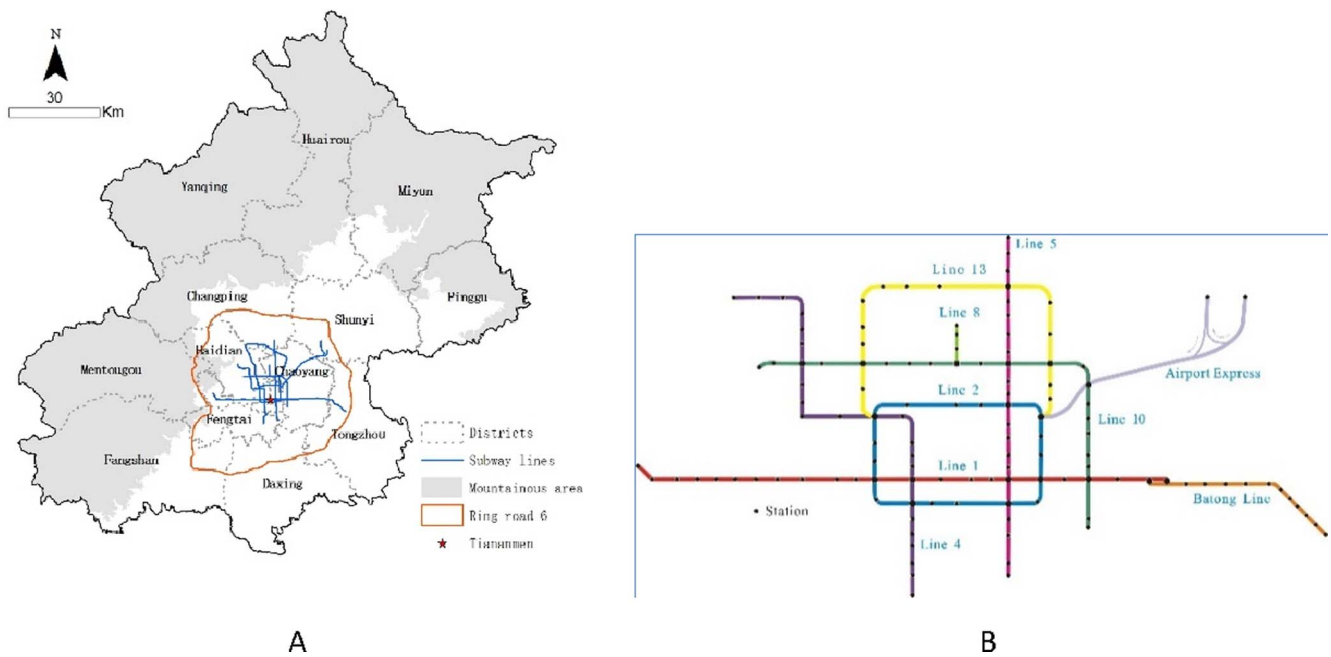 N
30
Km
Huairou
Yanqing
Miyun
Changping
Pinggu
Shunyi
Haidian
Mentougou
Chaoyang
Fengtai
Tongzhou
Fangshan
Daxing
Districts
Subway lines
Mountainous area
Ring road 6
Tiananmen
A
Line 5
Line 13
Line 8
Airport Express
Line 2
Line 10
Line 1
Batong Line
Station
Line 4
B